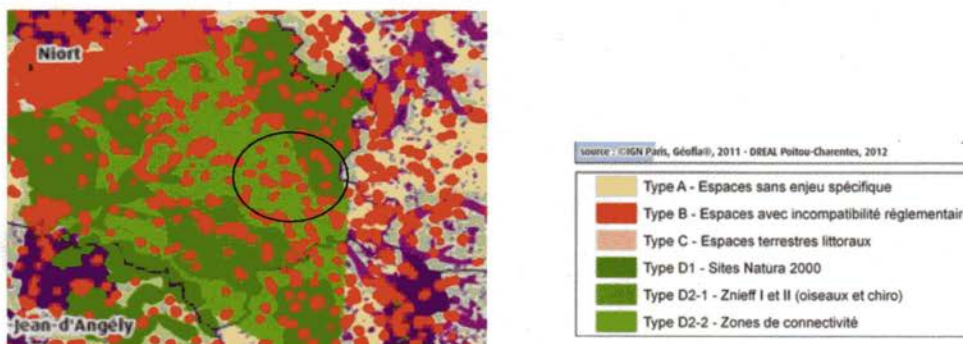 Niort
-Jean-d'Angély
source : ©IGN Paris, Géofla®, 2011 - DREAL Poitou-Charentes, 2012
Type A - Espaces sans enjeu spécifique
Type B - Espaces avec incompatibilité règlementair
Type C - Espaces terrestres littoraux
Type D1 - Sites Natura 2000
Type D2-1 - Znieff I et II (oiseaux et chiro)
Type D2-2 - Zones de connectivité